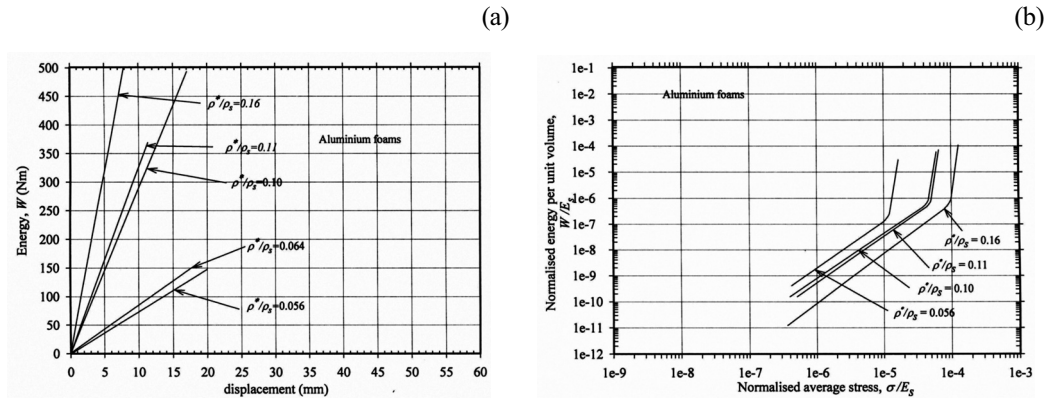 (a)
500
450
400
350
300
250
200
150
100
50
0
Energy, W (Nm)
ρ*/ρs=0.16
ρ*/ρs=0.11
Aluminium foams
ρ*/ρs=0.10
ρ*/ρs=0.064
ρ*/ρs=0.056
0 5 10 15 20 25 30 35 40 45 50 55 60
displacement (mm)
(b)
1e-1
1e-2
1e-3
1e-4
1e-5
1e-6
1e-7
1e-8
1e-9
1e-10
1e-11
1e-12
Normalised energy per unit volume,
W/Es
Aluminium foams
ρ*/ρs = 0.16
ρ*/ρs = 0.11
ρ*/ρs = 0.10
ρ*/ρs = 0.056
1e-9 1e-8 1e-7 1e-6 1e-5 1e-4 1e-3
Normalised average stress, σ/Es